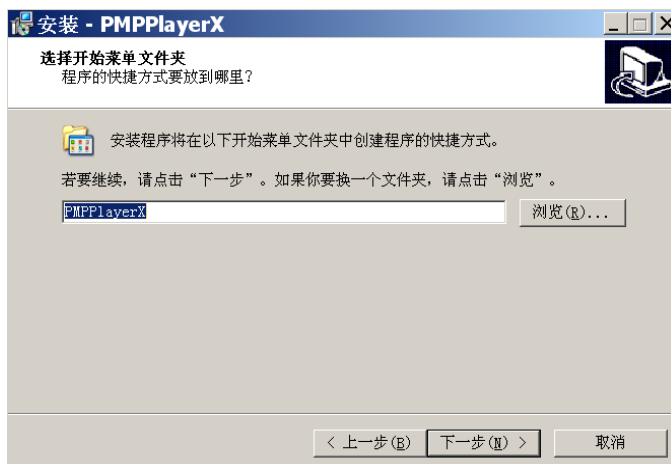 安装 - PMPPlayerX
选择开始菜单文件夹
程序的快捷方式要放到哪里？
安装程序将在以下开始菜单文件夹中创建程序的快捷方式。
若要继续，请点击“下一步”。如果你要换一个文件夹，请点击“浏览”。
PMPPlayerX 浏览(R)...
< 上一步(B) 下一步(N) > 取消